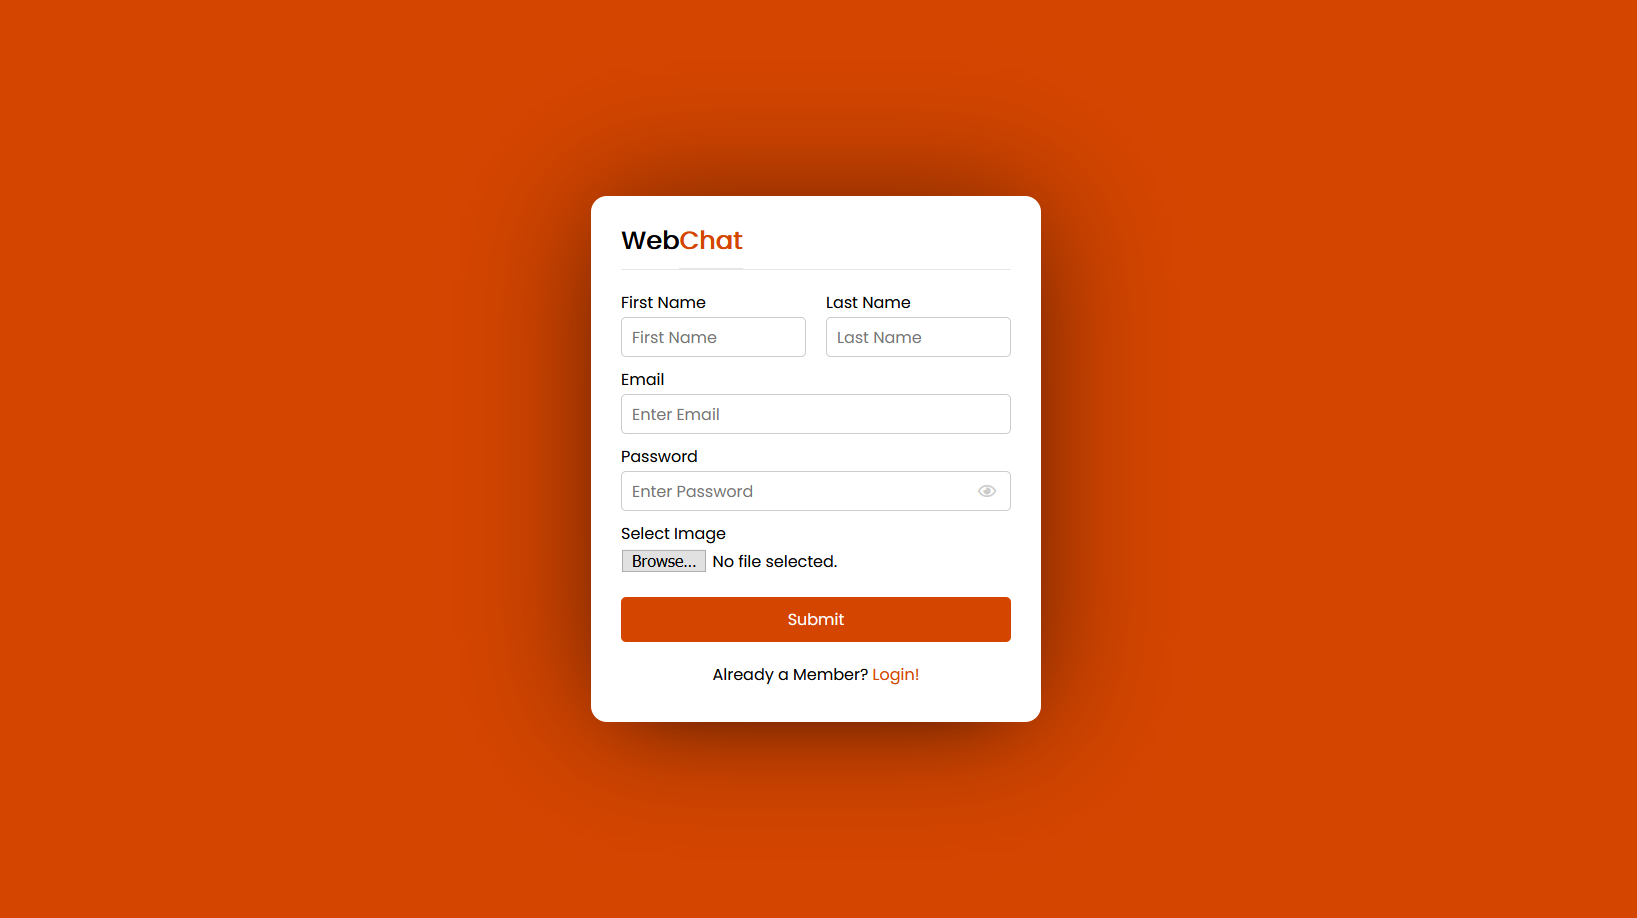 WebChat
First Name Last Name
First Name Last Name
Email
Enter Email
Password
Enter Password
Select Image
Browse... No file selected.
Submit
Already a Member? Login!